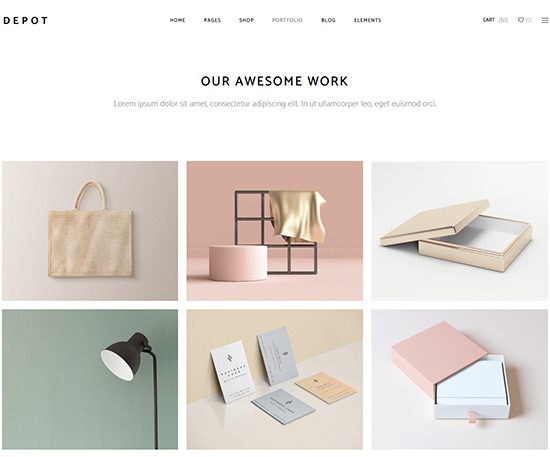 DEPOT
HOME PAGES SHOP PORTFOLIO BLOG ELEMENTS
CART ($0) (0)
OUR AWESOME WORK
Lorem ipsum dolor sit amet, consectetur adipiscing elit. In ut ullamcorper leo, eget euismod orci.